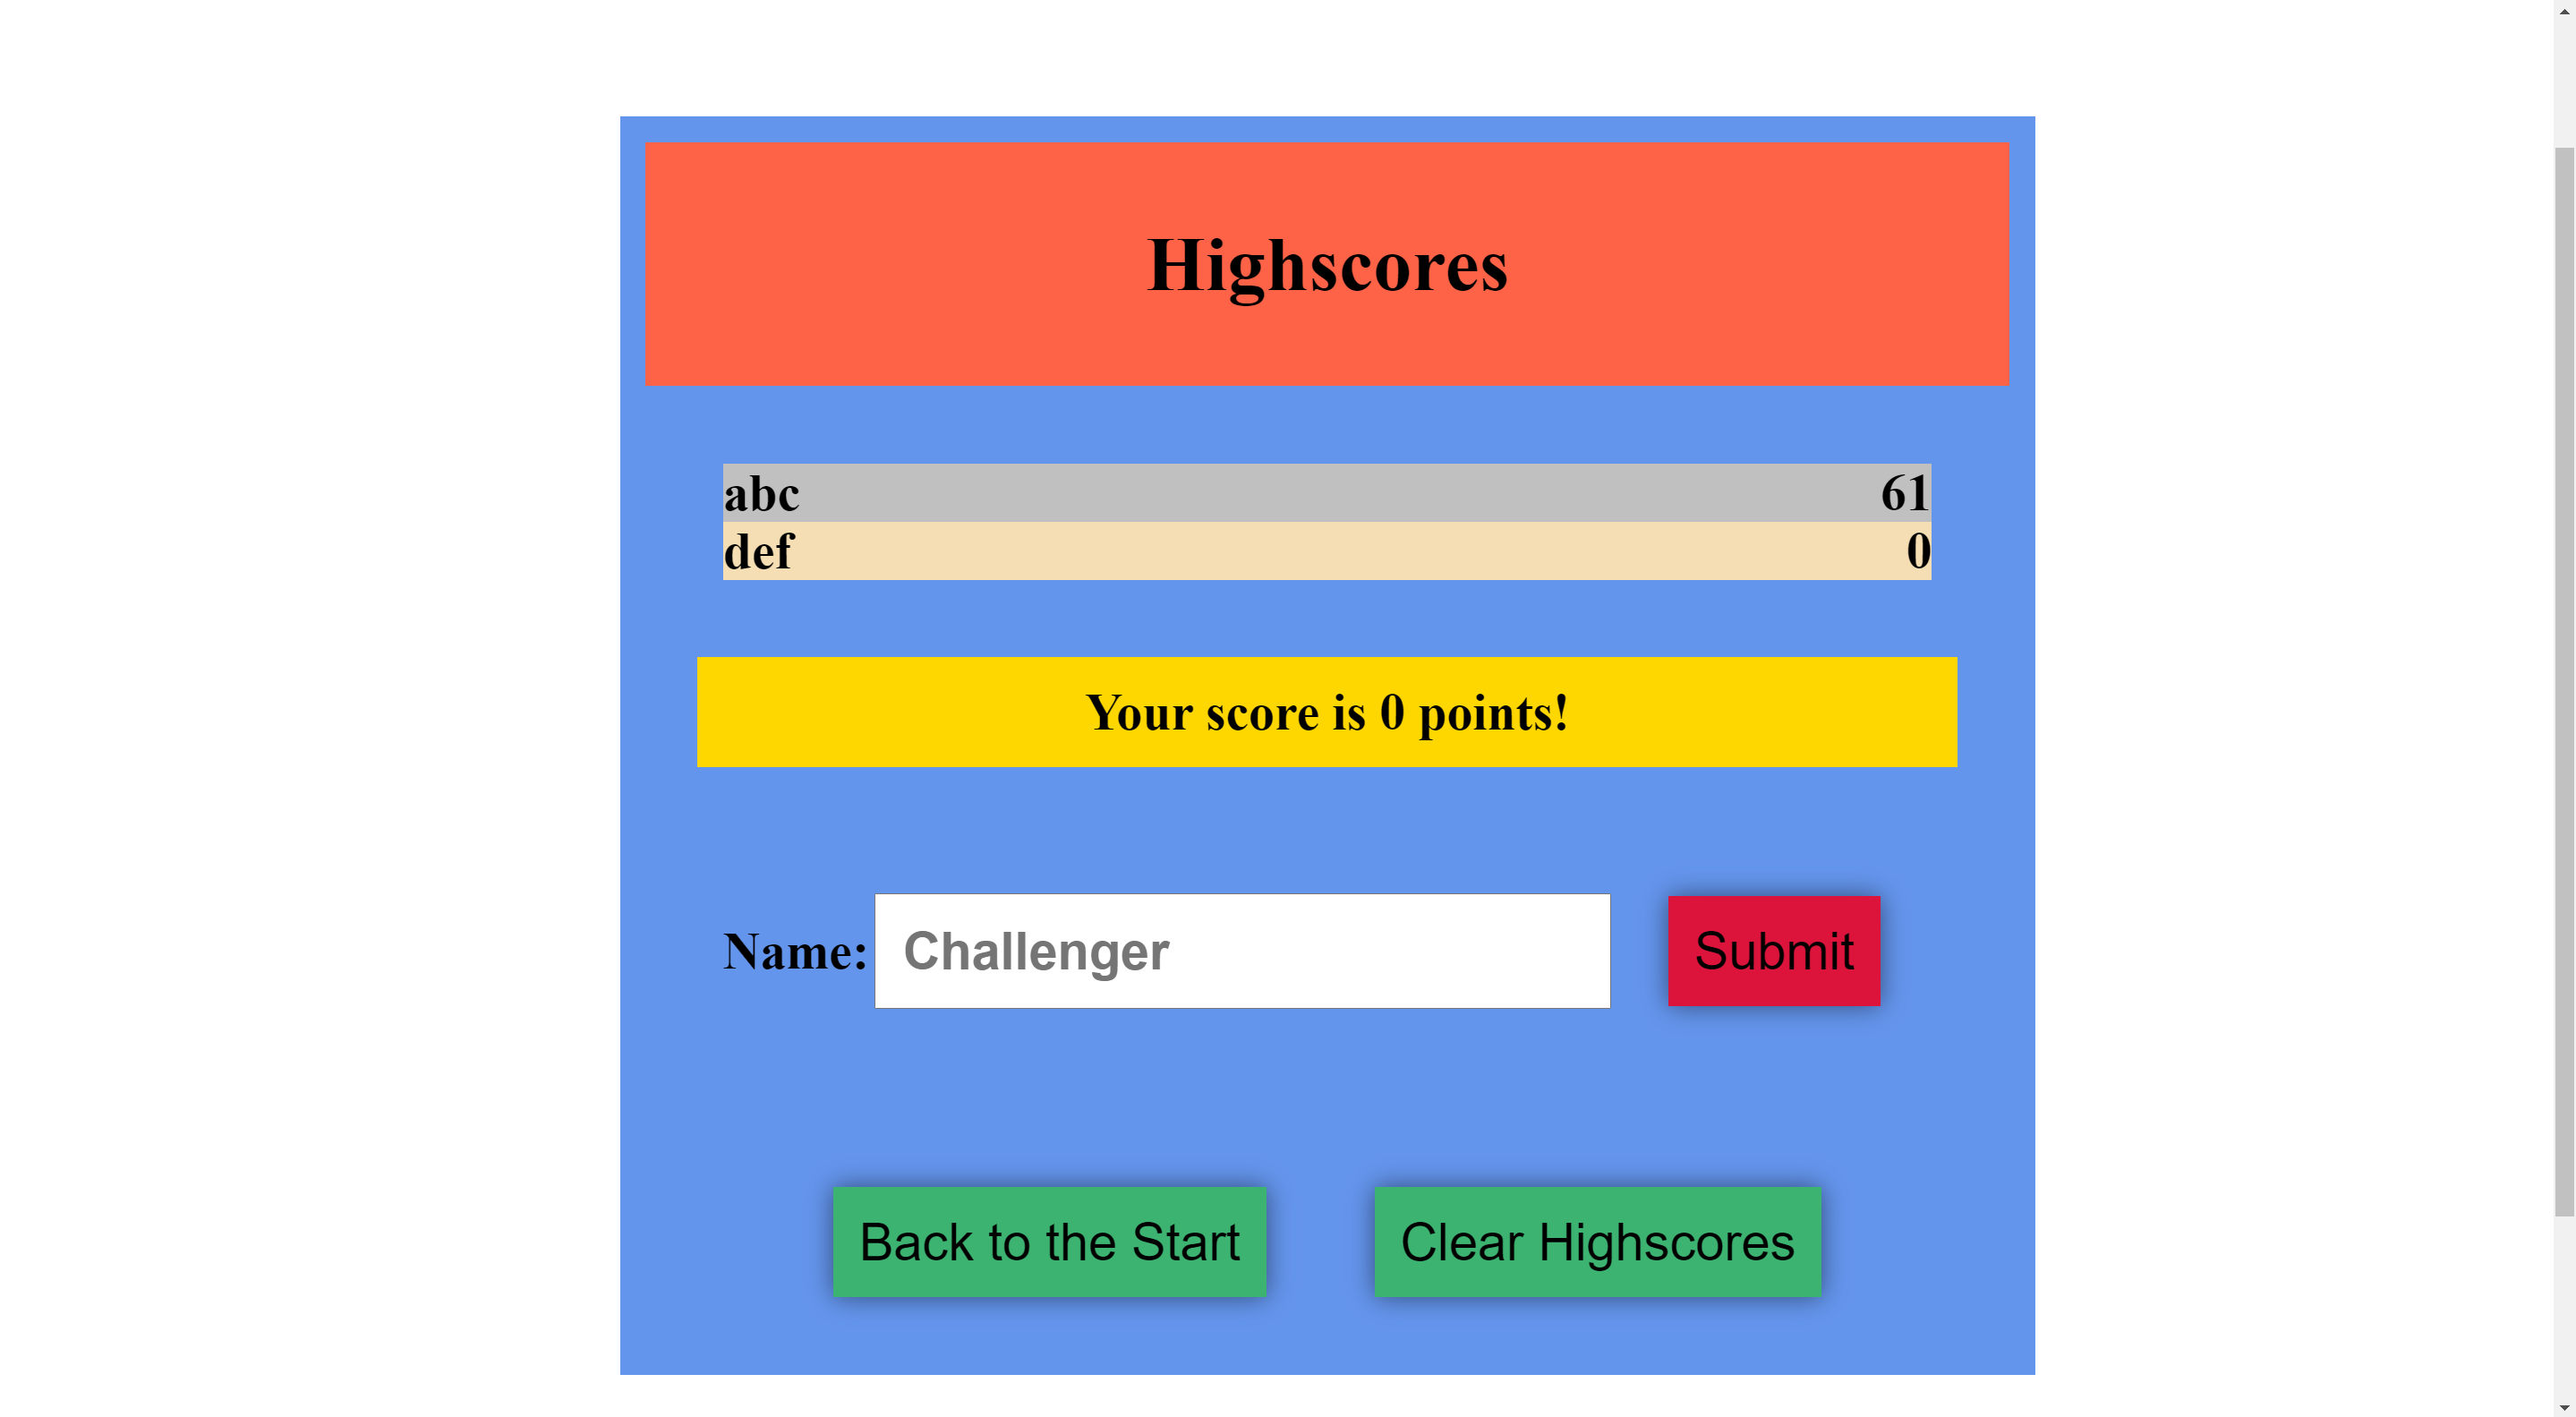 Highscores
abc 61
def 0
Your score is 0 points!
Name: Challenger Submit
Back to the Start Clear Highscores